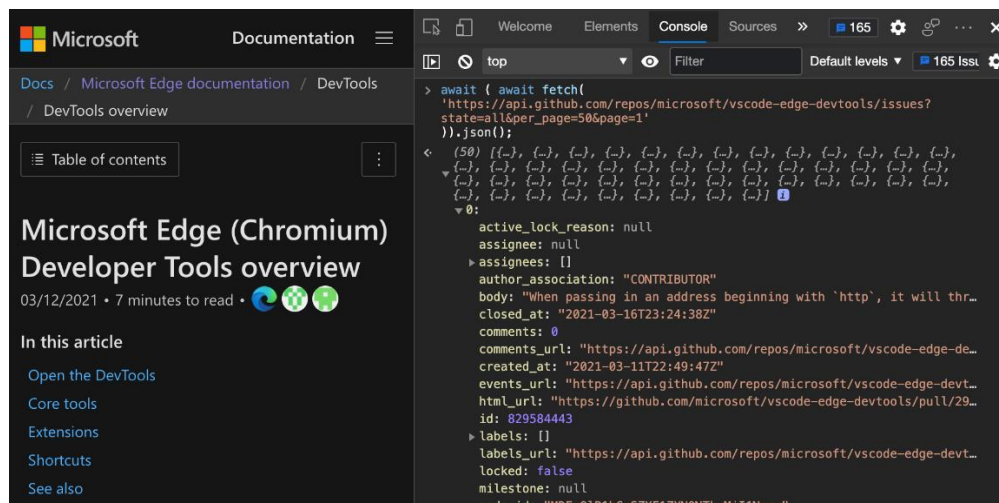 Microsoft
Documentation
Docs / Microsoft Edge documentation / DevTools
/ DevTools overview
Table of contents
Microsoft Edge (Chromium)
Developer Tools overview
03/12/2021 • 7 minutes to read •
In this article
Open the DevTools
Core tools
Extensions
Shortcuts
See also
Welcome Elements Console Sources » 165
top Filter Default levels ▼ 165 Issu
> await ( await fetch(
'https://api.github.com/repos/microsoft/vscode-edge-devtools/issues?
state=all&per_page=50&page=1'
)).json();
(50) [{…}, {…}, {…}, {…}, {…}, {…}, {…}, {…}, {…}, {…}, {…}, {…}, {…},
{…}, {…}, {…}, {…}, {…}, {…}, {…}, {…}, {…}, {…}, {…}, {…}, {…},
{…}, {…}, {…}, {…}, {…}, {…}, {…}, {…}, {…}, {…}, {…}, {…}, {…},
{…}, {…}, {…}, {…}, {…}, {…}, {…}, {…}, {…}] i
▼0:
active_lock_reason: null
assignee: null
▶ assignees: []
author_association: "CONTRIBUTOR"
body: "When passing in an address beginning with `http`, it will thr…
closed_at: "2021-03-16T23:24:38Z"
comments: 0
comments_url: "https://api.github.com/repos/microsoft/vscode-edge-de…
created_at: "2021-03-11T22:49:47Z"
events_url: "https://api.github.com/repos/microsoft/vscode-edge-devt…
html_url: "https://github.com/microsoft/vscode-edge-devtools/pull/29…
id: 829584443
▶ labels: []
labels_url: "https://api.github.com/repos/microsoft/vscode-edge-devt…
locked: false
milestone: null